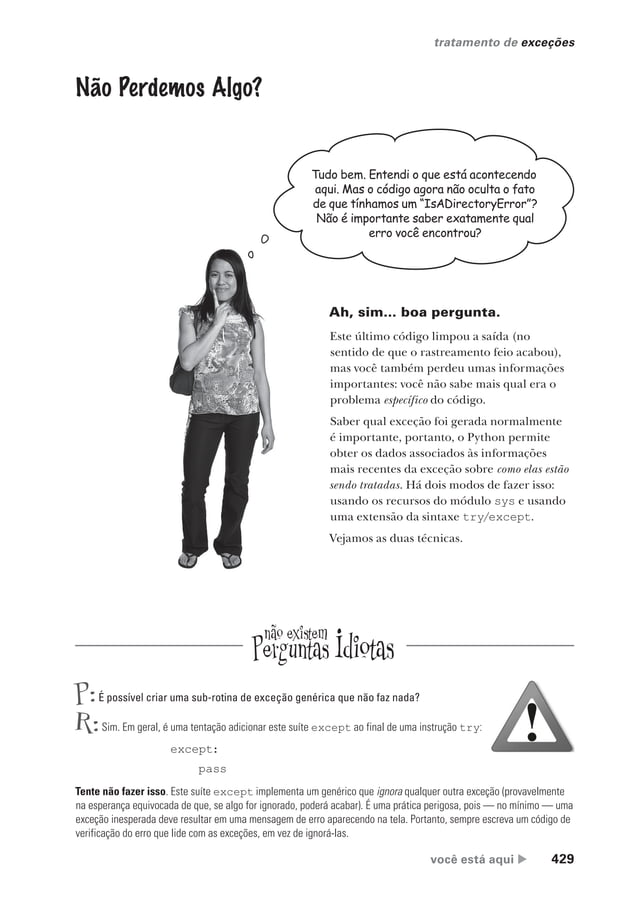 tratamento de exceções
Não Perdemos Algo?
Tudo bem. Entendi o que está acontecendo
aqui. Mas o código agora não oculta o fato
de que tínhamos um “IsADirectoryError”?
Não é importante saber exatamente qual
erro você encontrou?
Ah, sim... boa pergunta.
Este último código limpou a saída (no
sentido de que o rastreamento feio acabou),
mas você também perdeu umas informações
importantes: você não sabe mais qual era o
problema específico do código.
Saber qual exceção foi gerada normalmente
é importante, portanto, o Python permite
obter os dados associados às informações
mais recentes da exceção sobre como elas estão
sendo tratadas. Há dois modos de fazer isso:
usando os recursos do módulo sys e usando
uma extensão da sintaxe try/except.
Vejamos as duas técnicas.
não existem
Perguntas Idiotas
P: É possível criar uma sub-rotina de exceção genérica que não faz nada?
R: Sim. Em geral, é uma tentação adicionar este suíte except ao final de uma instrução try:
except:
pass
Tente não fazer isso. Este suíte except implementa um genérico que ignora qualquer outra exceção (provavelmente
na esperança equivocada de que, se algo for ignorado, poderá acabar). É uma prática perigosa, pois — no mínimo — uma
exceção inesperada deve resultar em uma mensagem de erro aparecendo na tela. Portanto, sempre escreva um código de
verificação do erro que lide com as exceções, em vez de ignorá-las.
você está aqui ▶ 429